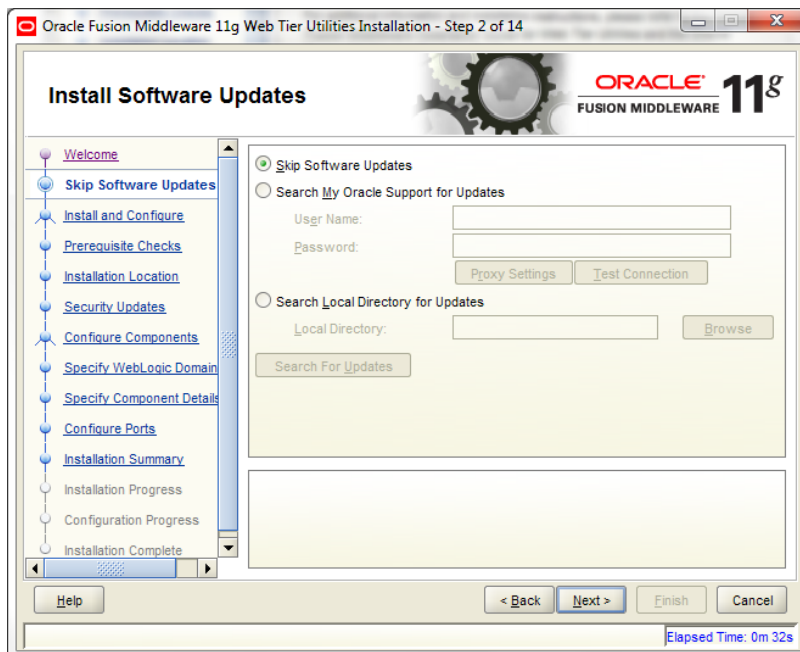 Oracle Fusion Middleware 11g Web Tier Utilities Installation - Step 2 of 14
Install Software Updates
ORACLE
FUSION MIDDLEWARE 11g
Welcome
Skip Software Updates
Install and Configure
Prerequisite Checks
Installation Location
Security Updates
Configure Components
Specify WebLogic Domain
Specify Component Details
Configure Ports
Installation Summary
Installation Progress
Configuration Progress
Installation Complete
Skip Software Updates
Search My Oracle Support for Updates
User Name:
Password:
Proxy Settings Test Connection
Search Local Directory for Updates
Local Directory: Browse
Search For Updates
Help < Back Next > Finish Cancel
Elapsed Time: 0m 32s